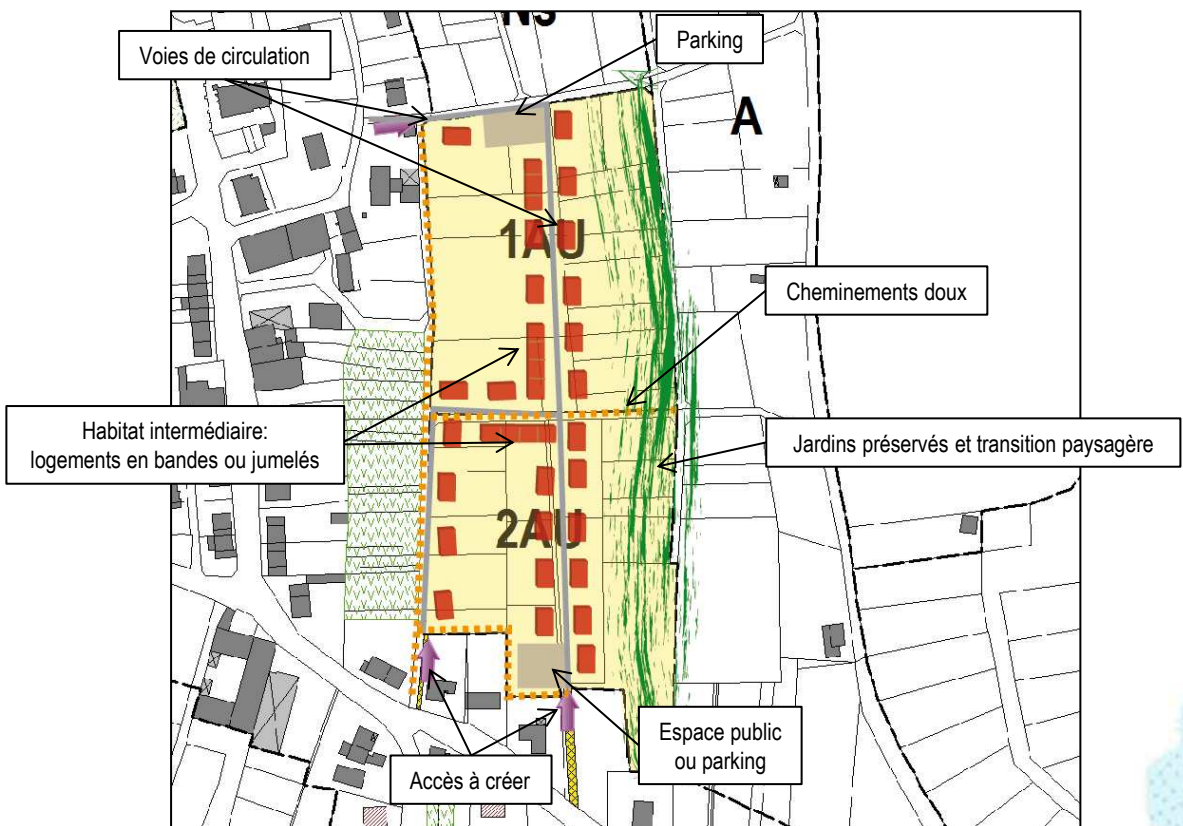 NS
Voies de circulation
Parking
A
1AU
Cheminements doux
Habitat intermédiaire:
logements en bandes ou jumelés
Jardins préservés et transition paysagère
2AU
Espace public
ou parking
Accès à créer